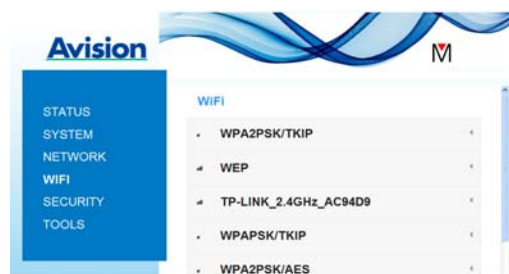 Avision
M
STATUS
SYSTEM
NETWORK
WIFI
SECURITY
TOOLS
WiFi
WPA2PSK/TKIP
WEP
TP-LINK_2.4GHz_AC94D9
WPAPSK/TKIP
WPA2PSK/AES